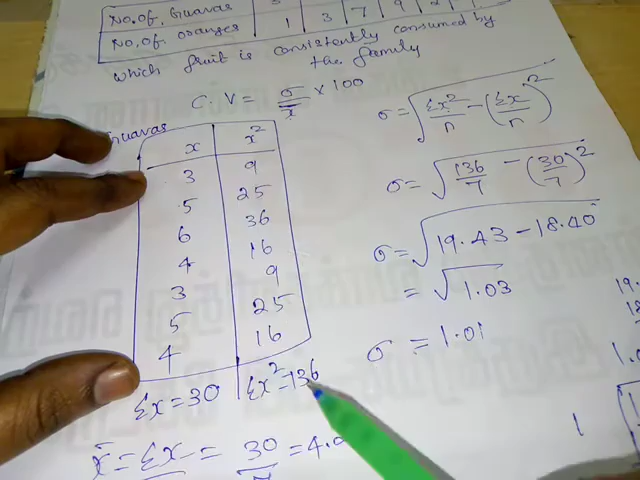 No. of. Guavas
No. of. oranges 1 3 7 9 2
which fruit is consistently consumed by
the family
C.V = σ/x̄ × 100
Guavas
x x²
3 9
5 25
6 36
4 16
3 9
5 25
4 16
Σx = 30 Σx² = 136
x̄ = Σx = 30/7 =
σ = √(Σx²/n − (Σx/n)²)
σ = √(136/7 − (30/7)²)
σ = √(19.43 − 18.40)
= √1.03
σ = 1.01